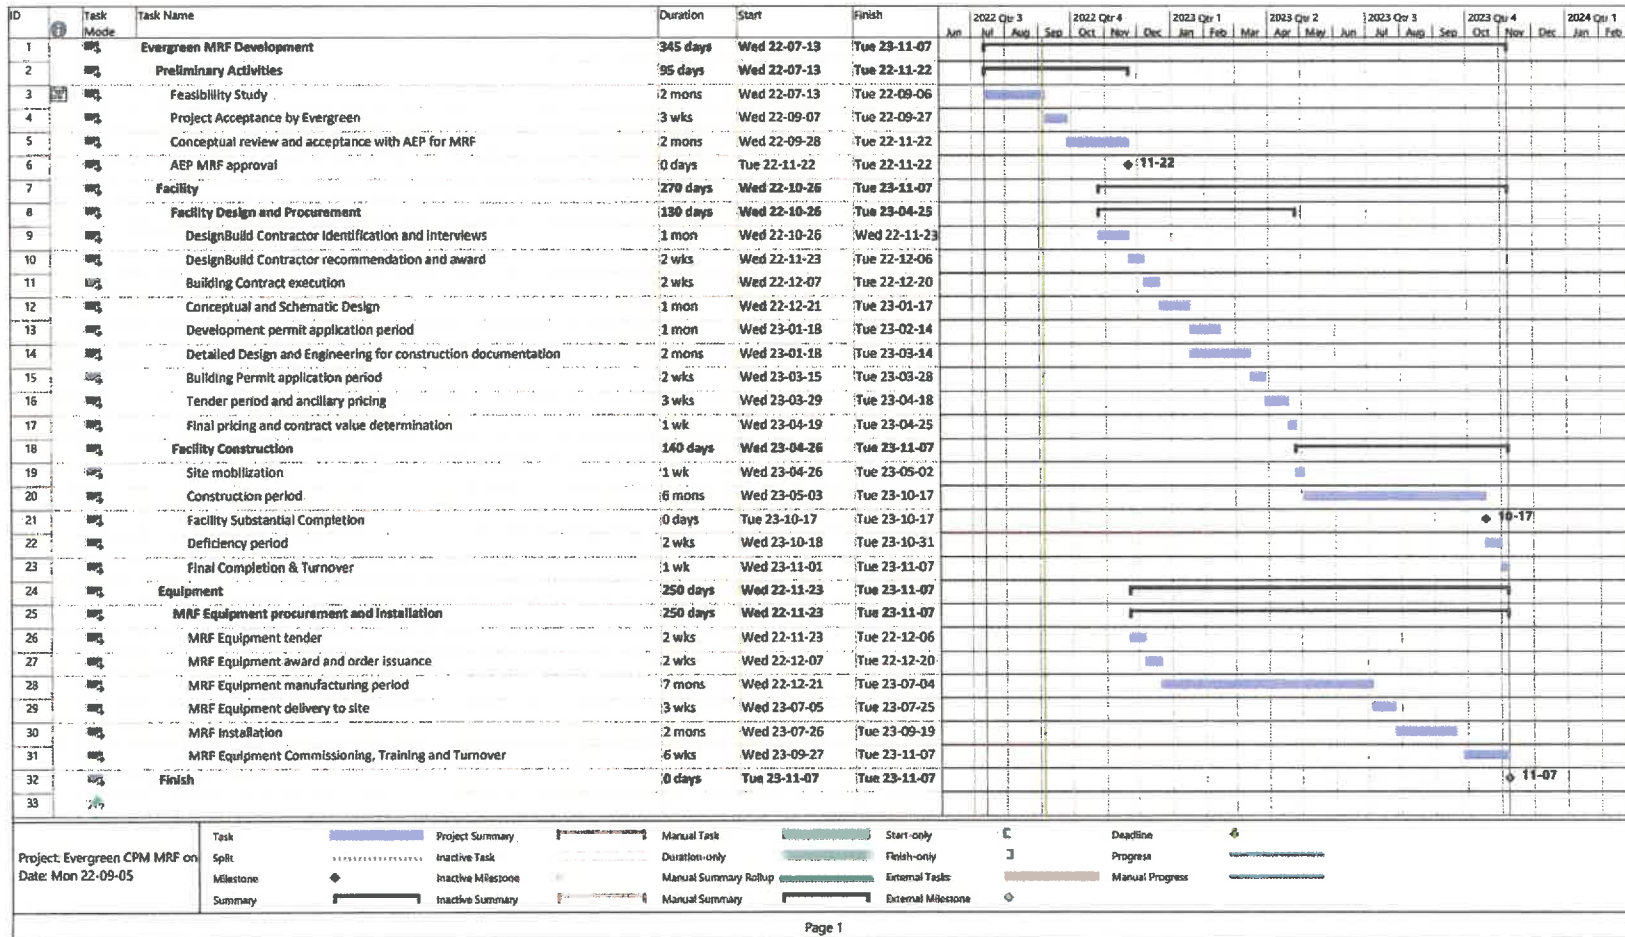 ID Task Mode Task Name Duration Start Finish 2022 Qtr 3 2022 Qtr 4 2023 Qtr 1 2023 Qtr 2 2023 Qtr 3 2023 Qtr 4 2024 Qtr 1
Jun Jul Aug Sep Oct Nov Dec Jan Feb Mar Apr May Jun Jul Aug Sep Oct Nov Dec Jan Feb
1 Evergreen MRF Development 345 days Wed 22-07-13 Tue 23-11-07
2 Preliminary Activities 95 days Wed 22-07-13 Tue 22-11-22
3 Feasibility Study 2 mons Wed 22-07-13 Tue 22-09-06
4 Project Acceptance by Evergreen 3 wks Wed 22-09-07 Tue 22-09-27
5 Conceptual review and acceptance with AEP for MRF 2 mons Wed 22-09-28 Tue 22-11-22
6 AEP MRF approval 0 days Tue 22-11-22 Tue 22-11-22 11-22
7 Facility 270 days Wed 22-10-26 Tue 23-11-07
8 Facility Design and Procurement 130 days Wed 22-10-26 Tue 23-04-25
9 DesignBuild Contractor Identification and interviews 1 mon Wed 22-10-26 Wed 22-11-23
10 DesignBuild Contractor recommendation and award 2 wks Wed 22-11-23 Tue 22-12-06
11 Building Contract execution 2 wks Wed 22-12-07 Tue 22-12-20
12 Conceptual and Schematic Design 1 mon Wed 22-12-21 Tue 23-01-17
13 Development permit application period 1 mon Wed 23-01-18 Tue 23-02-14
14 Detailed Design and Engineering for construction documentation 2 mons Wed 23-01-18 Tue 23-03-14
15 Building Permit application period 2 wks Wed 23-03-15 Tue 23-03-28
16 Tender period and ancillary pricing 3 wks Wed 23-03-29 Tue 23-04-18
17 Final pricing and contract value determination 1 wk Wed 23-04-19 Tue 23-04-25
18 Facility Construction 140 days Wed 23-04-26 Tue 23-11-07
19 Site mobilization 1 wk Wed 23-04-26 Tue 23-05-02
20 Construction period 6 mons Wed 23-05-03 Tue 23-10-17
21 Facility Substantial Completion 0 days Tue 23-10-17 Tue 23-10-17 10-17
22 Deficiency period 2 wks Wed 23-10-18 Tue 23-10-31
23 Final Completion & Turnover 1 wk Wed 23-11-01 Tue 23-11-07
24 Equipment 250 days Wed 22-11-23 Tue 23-11-07
25 MRF Equipment procurement and installation 250 days Wed 22-11-23 Tue 23-11-07
26 MRF Equipment tender 2 wks Wed 22-11-23 Tue 22-12-06
27 MRF Equipment award and order issuance 2 wks Wed 22-12-07 Tue 22-12-20
28 MRF Equipment manufacturing period 7 mons Wed 22-12-21 Tue 23-07-04
29 MRF Equipment delivery to site 3 wks Wed 23-07-05 Tue 23-07-25
30 MRF Installation 2 mons Wed 23-07-26 Tue 23-09-19
31 MRF Equipment Commissioning, Training and Turnover 6 wks Wed 23-09-27 Tue 23-11-07
32 Finish 0 days Tue 23-11-07 Tue 23-11-07 11-07
33
Project: Evergreen CPM MRF on
Date: Mon 22-09-05
Task Project Summary Manual Task Start-only Deadline
Split Inactive Task Duration-only Finish-only Progress
Milestone Inactive Milestone Manual Summary Rollup External Tasks Manual Progress
Summary Inactive Summary Manual Summary External Milestone
Page 1